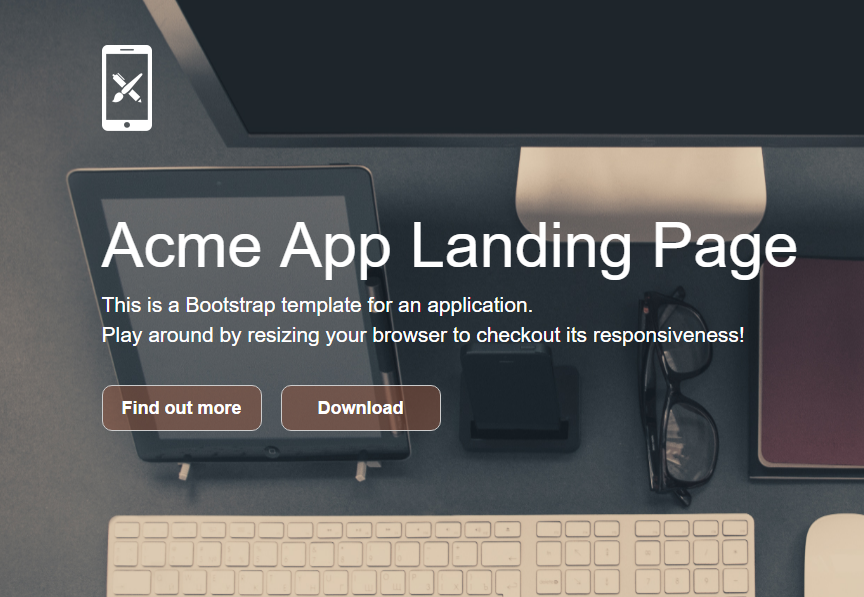 Acme App Landing Page
This is a Bootstrap template for an application.
Play around by resizing your browser to checkout its responsiveness!
Find out more
Download